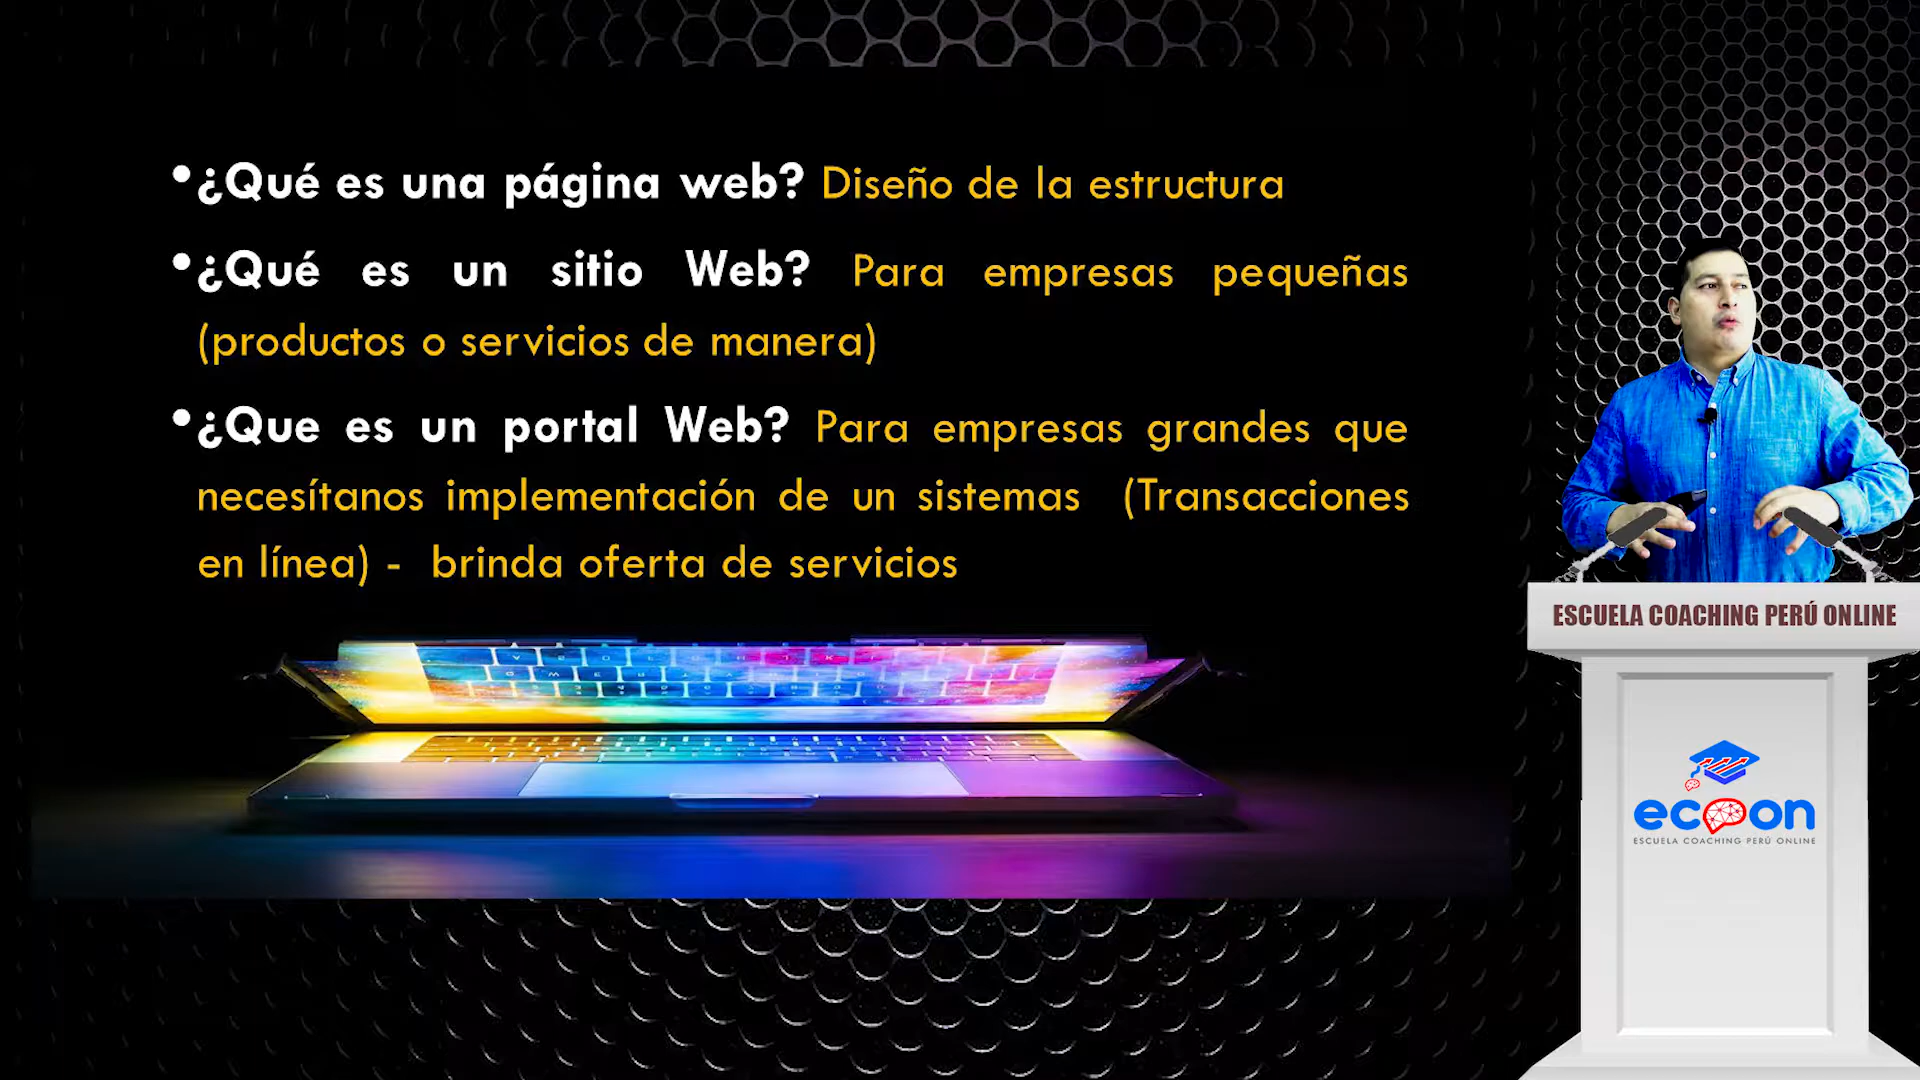 •¿Qué es una página web? Diseño de la estructura
•¿Qué es un sitio Web? Para empresas pequeñas
(productos o servicios de manera)
•¿Que es un portal Web? Para empresas grandes que
necesítanos implementación de un sistemas (Transacciones
en línea) - brinda oferta de servicios
ESCUELA COACHING PERÚ ONLINE
ecoon
ESCUELA COACHING PERÚ ONLINE